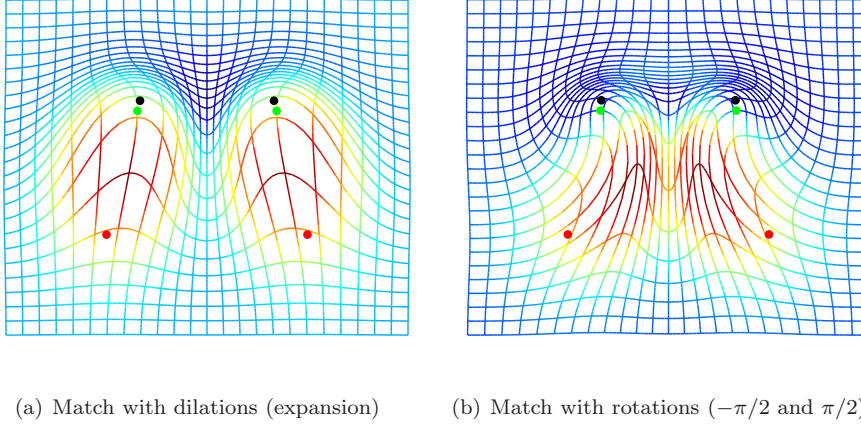 (a) Match with dilations (expansion)
(b) Match with rotations (−π/2 and π/2)